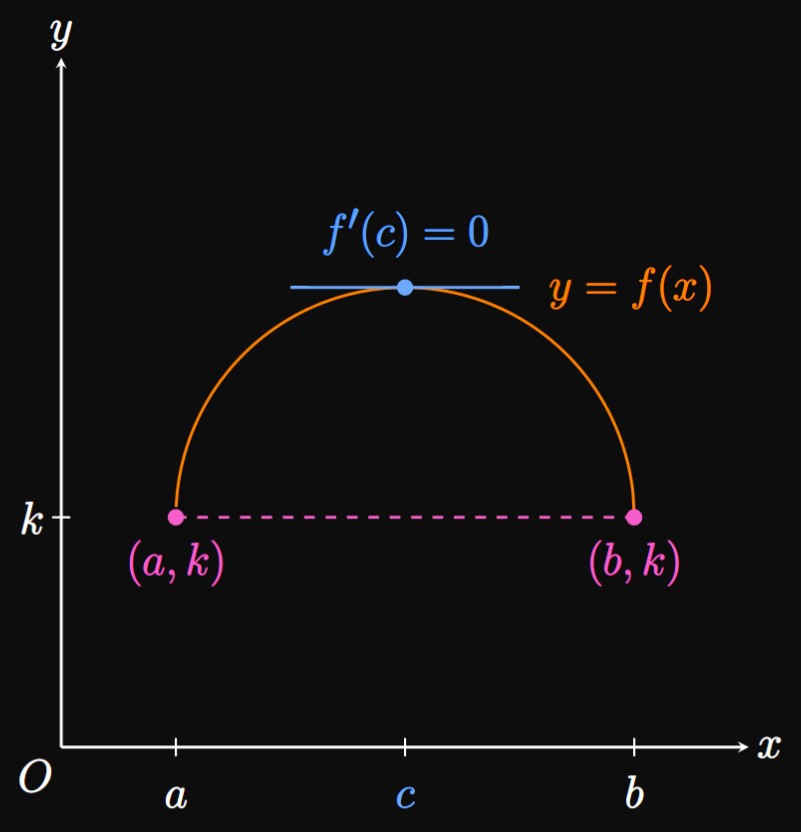 y
f′(c) = 0
y = f(x)
k
(a, k) (b, k)
x
O
a c b